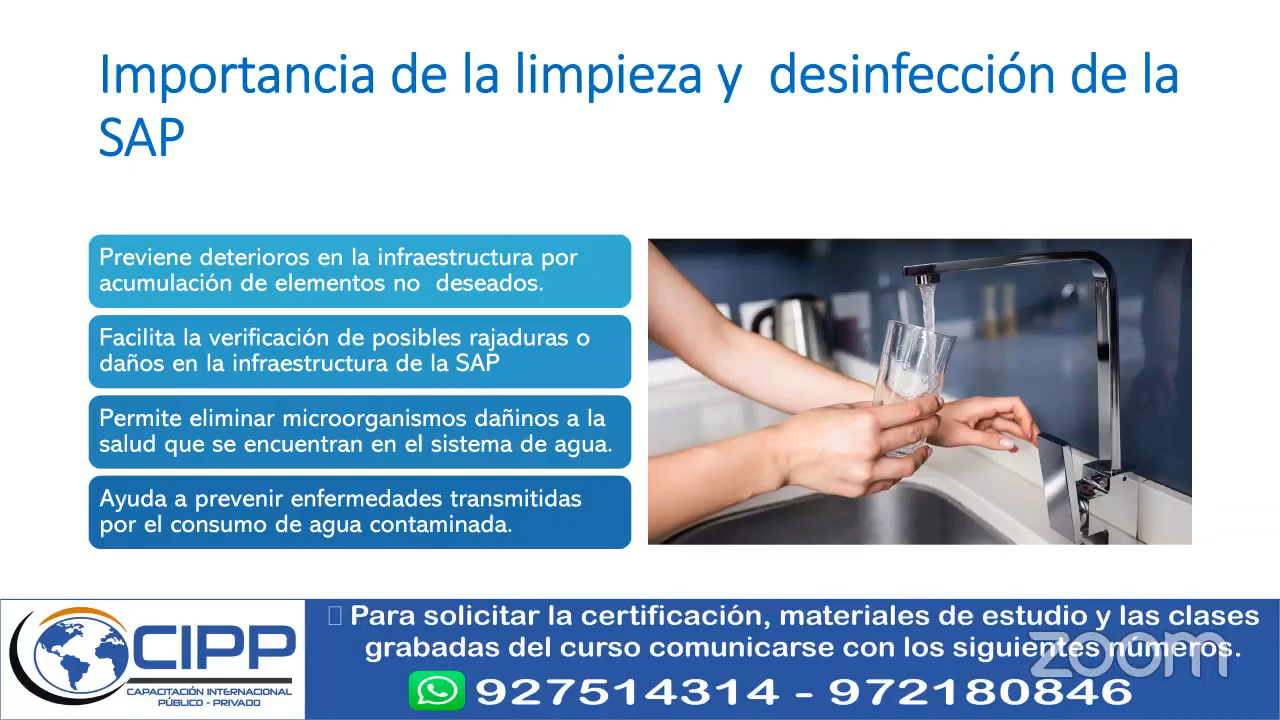 Importancia de la limpieza y desinfección de la
SAP
Previene deterioros en la infraestructura por
acumulación de elementos no deseados.
Facilita la verificación de posibles rajaduras o
daños en la infraestructura de la SAP
Permite eliminar microorganismos dañinos a la
salud que se encuentran en el sistema de agua.
Ayuda a prevenir enfermedades transmitidas
por el consumo de agua contaminada.
CIPP
CAPACITACIÓN INTERNACIONAL
PÚBLICO - PRIVADO
Para solicitar la certificación, materiales de estudio y las clases
grabadas del curso comunicarse con los siguientes números.
927514314 - 972180846
zoom